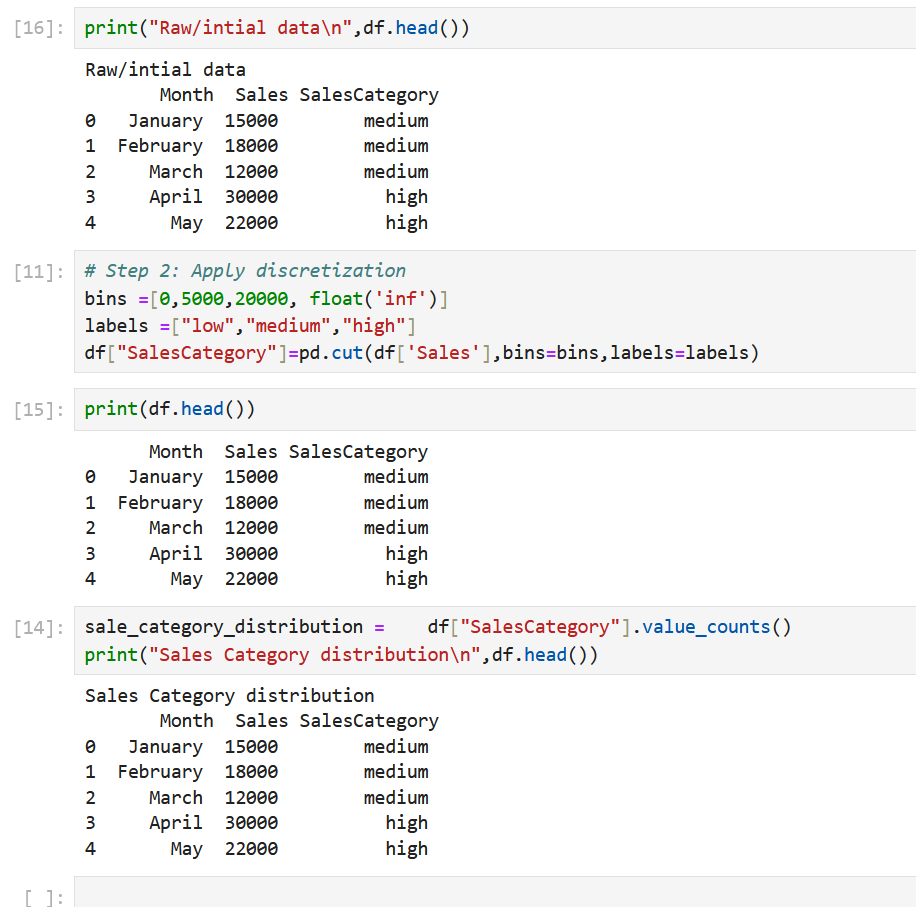 [16]: print("Raw/intial data\n",df.head())
Raw/intial data
Month Sales SalesCategory
0 January 15000 medium
1 February 18000 medium
2 March 12000 medium
3 April 30000 high
4 May 22000 high
[11]: # Step 2: Apply discretization
bins =[0,5000,20000, float('inf')]
labels =["low","medium","high"]
df["SalesCategory"]=pd.cut(df['Sales'],bins=bins,labels=labels)
[15]: print(df.head())
Month Sales SalesCategory
0 January 15000 medium
1 February 18000 medium
2 March 12000 medium
3 April 30000 high
4 May 22000 high
[14]: sale_category_distribution =    df["SalesCategory"].value_counts()
print("Sales Category distribution\n",df.head())
Sales Category distribution
Month Sales SalesCategory
0 January 15000 medium
1 February 18000 medium
2 March 12000 medium
3 April 30000 high
4 May 22000 high
[ ]: